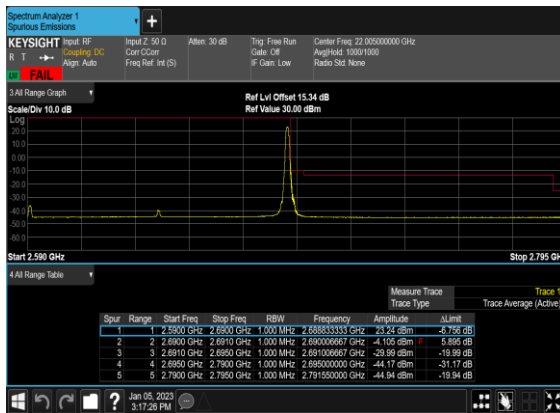 Spectrum Analyzer 1
Spurious Emissions
KEYSIGHT Input: RF Input Z: 50 Ω Atten: 30 dB Trig: Free Run Center Freq: 22.005000000 GHz
R T Coupling: DC Corr CCorr Gate: Off Avg|Hold: 1000/1000
Align: Auto Freq Ref: Int (S) IF Gain: Low Radio Std: None
FAIL
3 All Range Graph
Ref Lvl Offset 15.34 dB
Scale/Div 10.0 dB Ref Value 30.00 dBm
Log
20.0
10.0
0.00
-10.0
-20.0
-30.0
-40.0
-50.0
-60.0
Start 2.590 GHz Stop 2.795 GH
4 All Range Table
Measure Trace Trace 1
Trace Type Trace Average (Active)
Spur Range Start Freq Stop Freq RBW Frequency Amplitude ΔLimit
1 1 2.5900 GHz 2.6900 GHz 1.000 MHz 2.688833333 GHz 23.24 dBm -6.756 dB
2 2 2.6900 GHz 2.6910 GHz 1.000 MHz 2.690006667 GHz -4.105 dBm F 5.895 dB
3 3 2.6910 GHz 2.6950 GHz 1.000 MHz 2.691006667 GHz -29.99 dBm -19.99 dB
4 4 2.6950 GHz 2.7900 GHz 1.000 MHz 2.695000000 GHz -44.17 dBm -31.17 dB
5 5 2.7900 GHz 2.7950 GHz 1.000 MHz 2.791550000 GHz -44.94 dBm -19.94 dB
Jan 05, 2023
3:17:26 PM